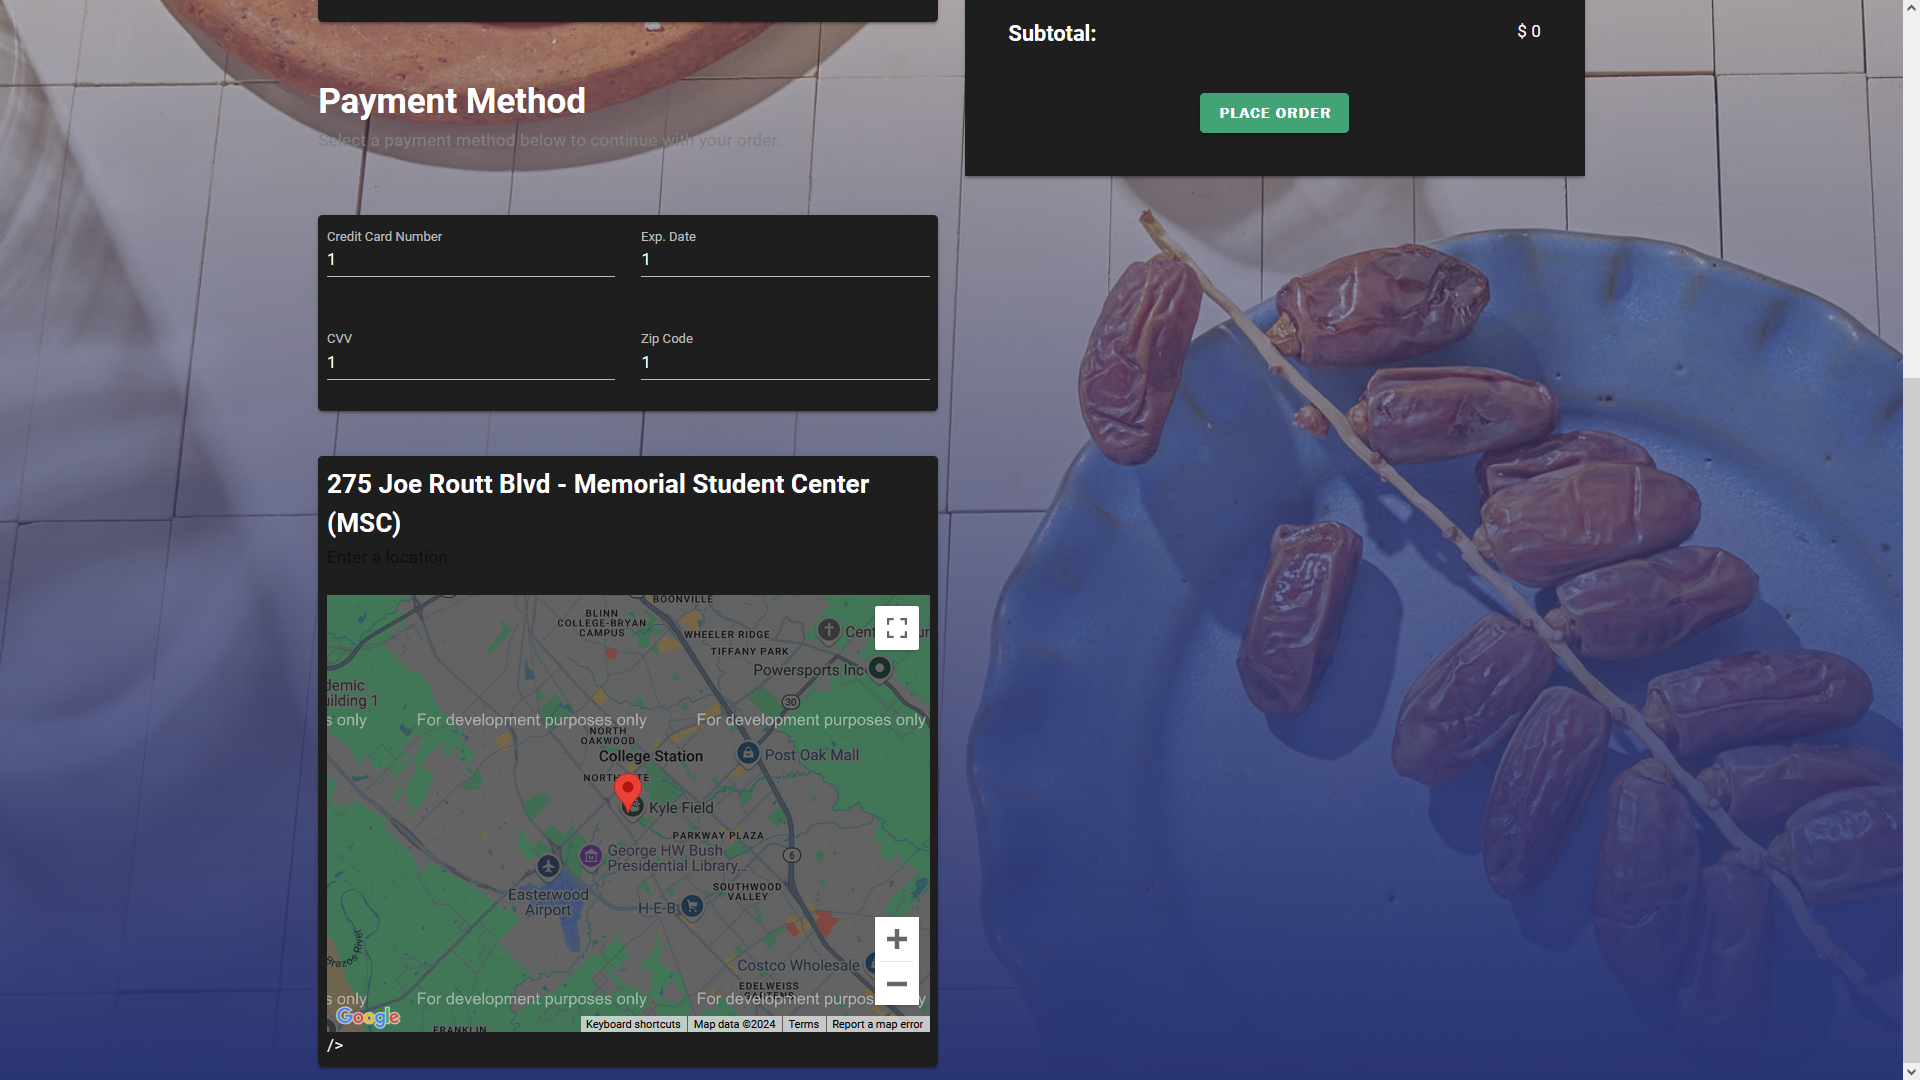 Subtotal:
$ 0
PLACE ORDER
Payment Method
Select a payment method below to continue with your order.
Credit Card Number
1
Exp. Date
1
CVV
1
Zip Code
1
275 Joe Routt Blvd - Memorial Student Center
(MSC)
Enter a location
BOONVILLE
BLINN
COLLEGE-BRYAN
CAMPUS
WHEELER RIDGE
TIFFANY PARK
Powersports Inc
30
s only
For development purposes only
For development purposes only
NORTH
OAKWOOD
College Station
Post Oak Mall
Kyle Field
PARKWAY PLAZA
George HW Bush
Presidential Library...
6
Easterwood
Airport
SOUTHWOOD
VALLEY
H-E-B
Brazos River
Costco Wholesale
EDELWEISS
GARTENS
s only
For development purposes only
For development purpos
Google
FRANKLIN
Keyboard shortcuts
Map data ©2024
Terms
Report a map error
/>